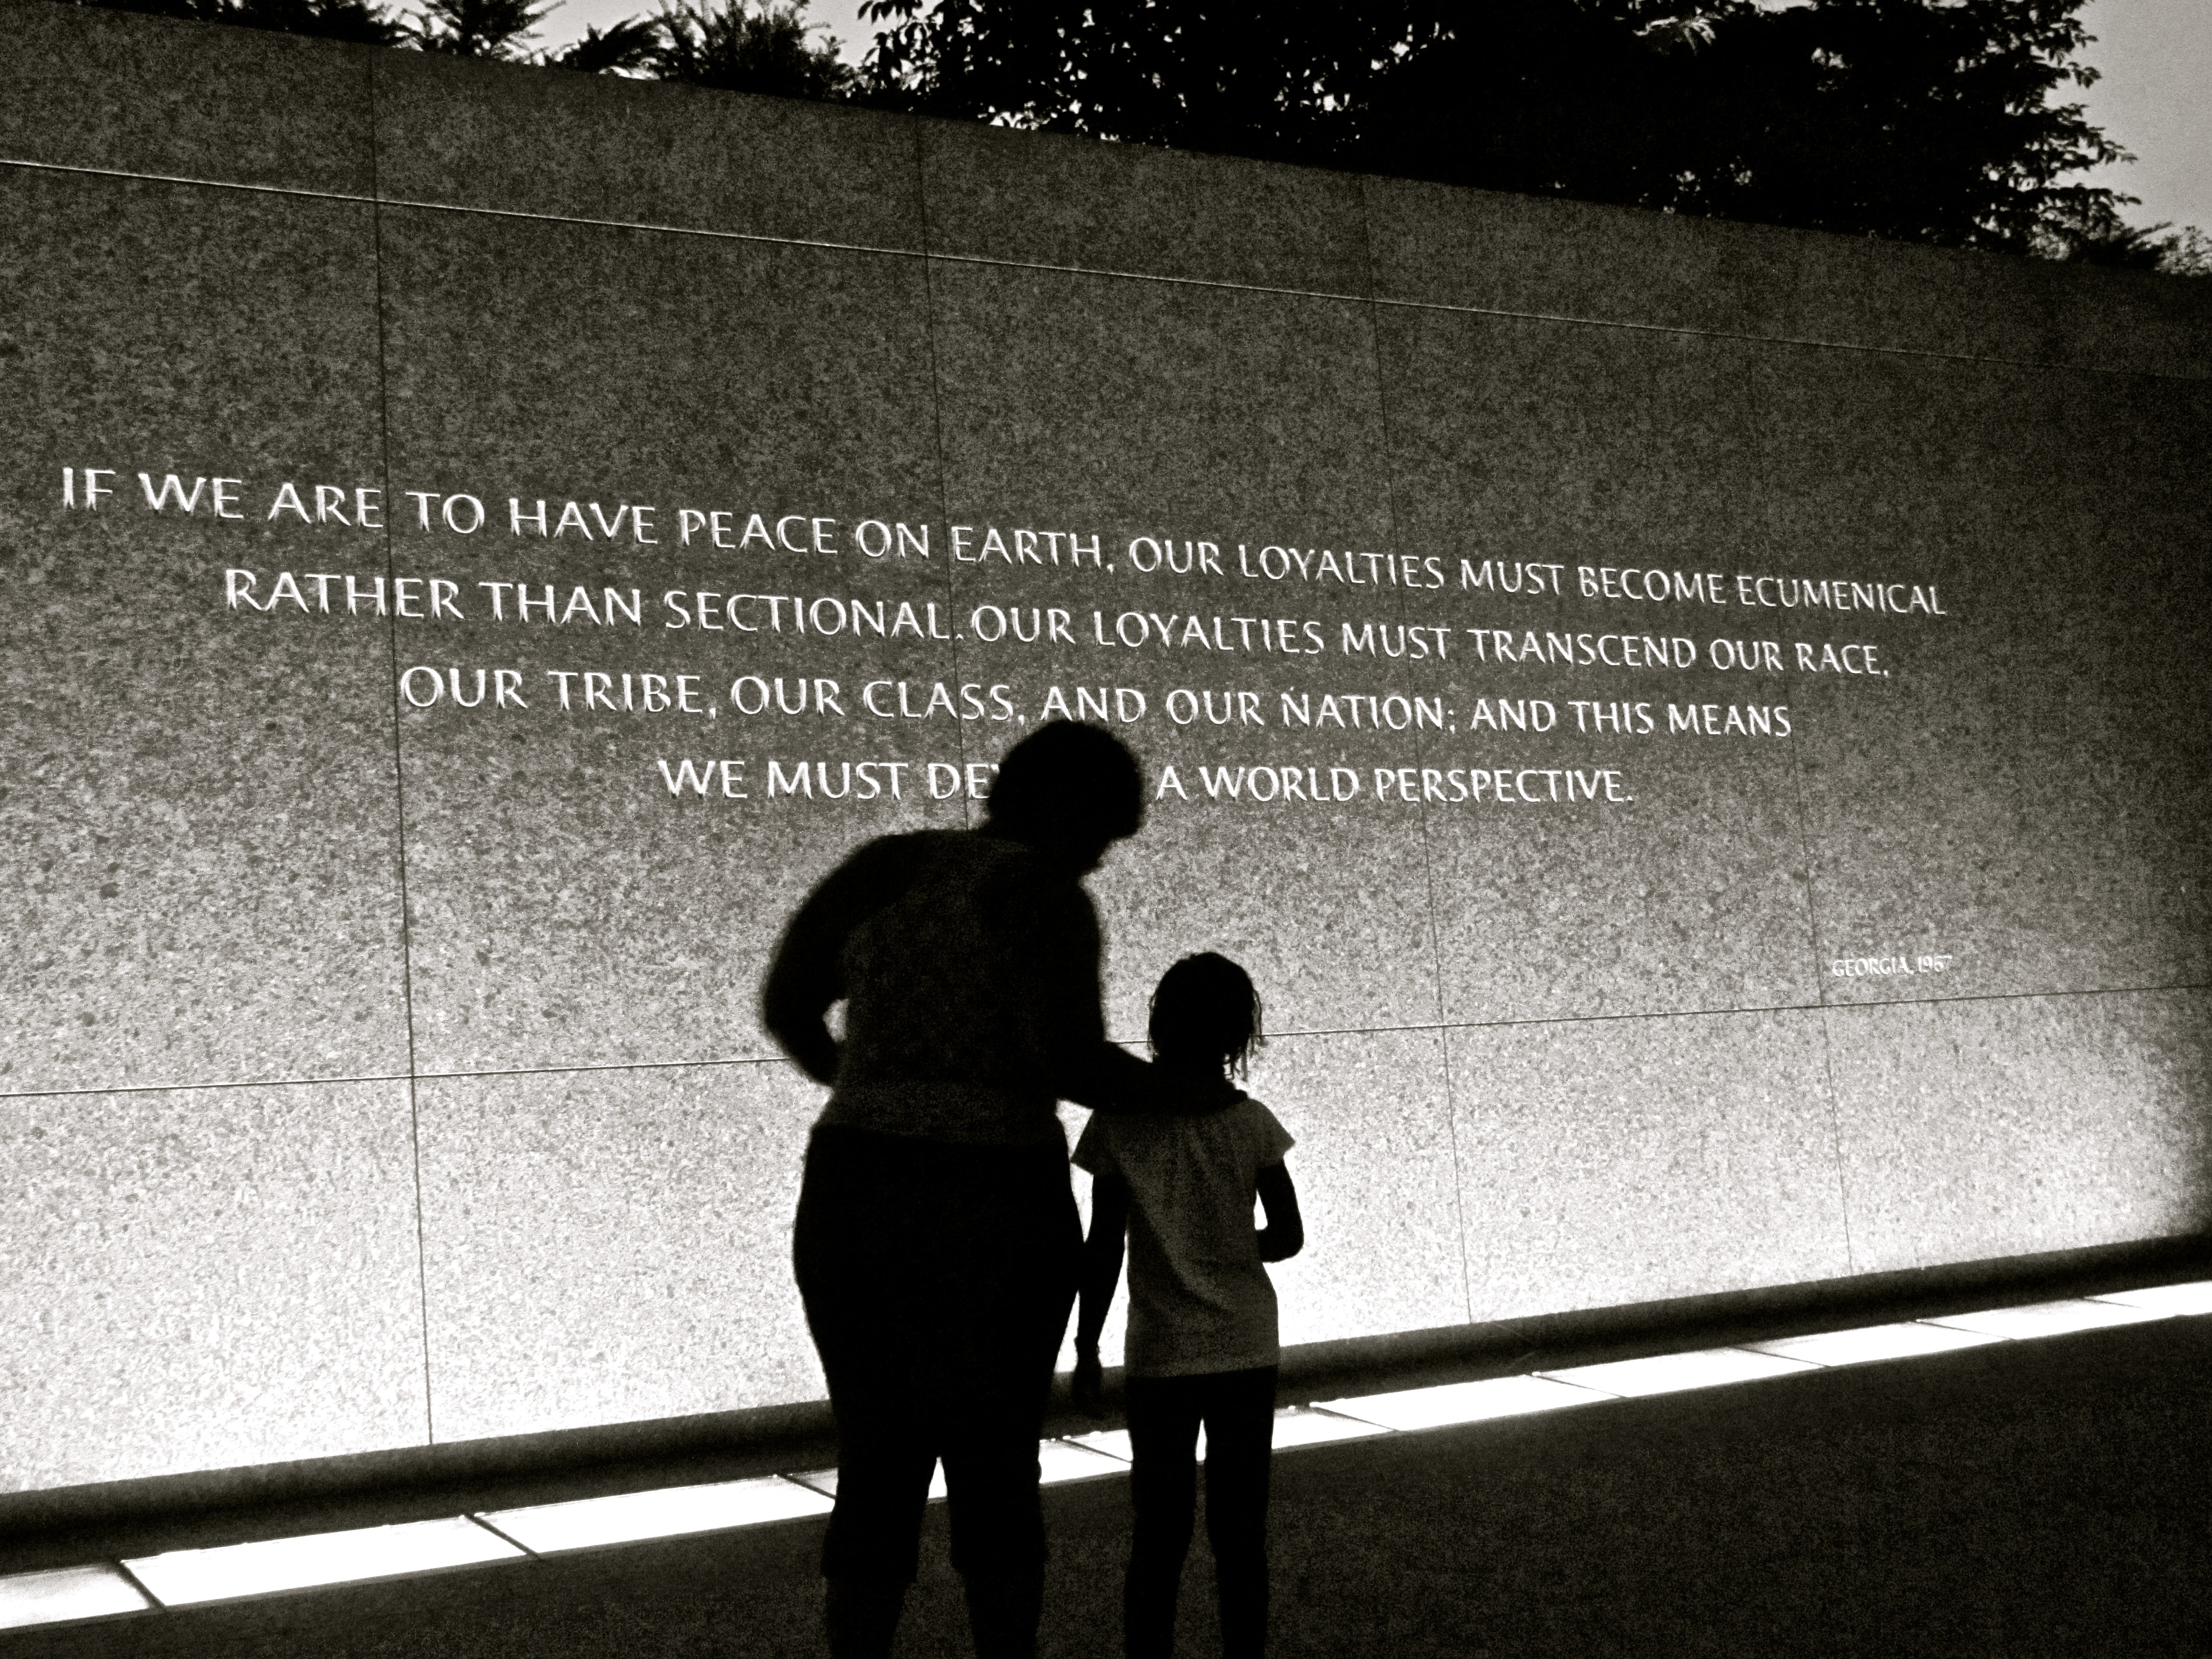 IF WE ARE TO HAVE PEACE ON EARTH, OUR LOYALTIES MUST BECOME ECUMENICAL
RATHER THAN SECTIONAL. OUR LOYALTIES MUST TRANSCEND OUR RACE,
OUR TRIBE, OUR CLASS, AND OUR NATION; AND THIS MEANS
WE MUST DE A WORLD PERSPECTIVE.
GEORGIA, 1967